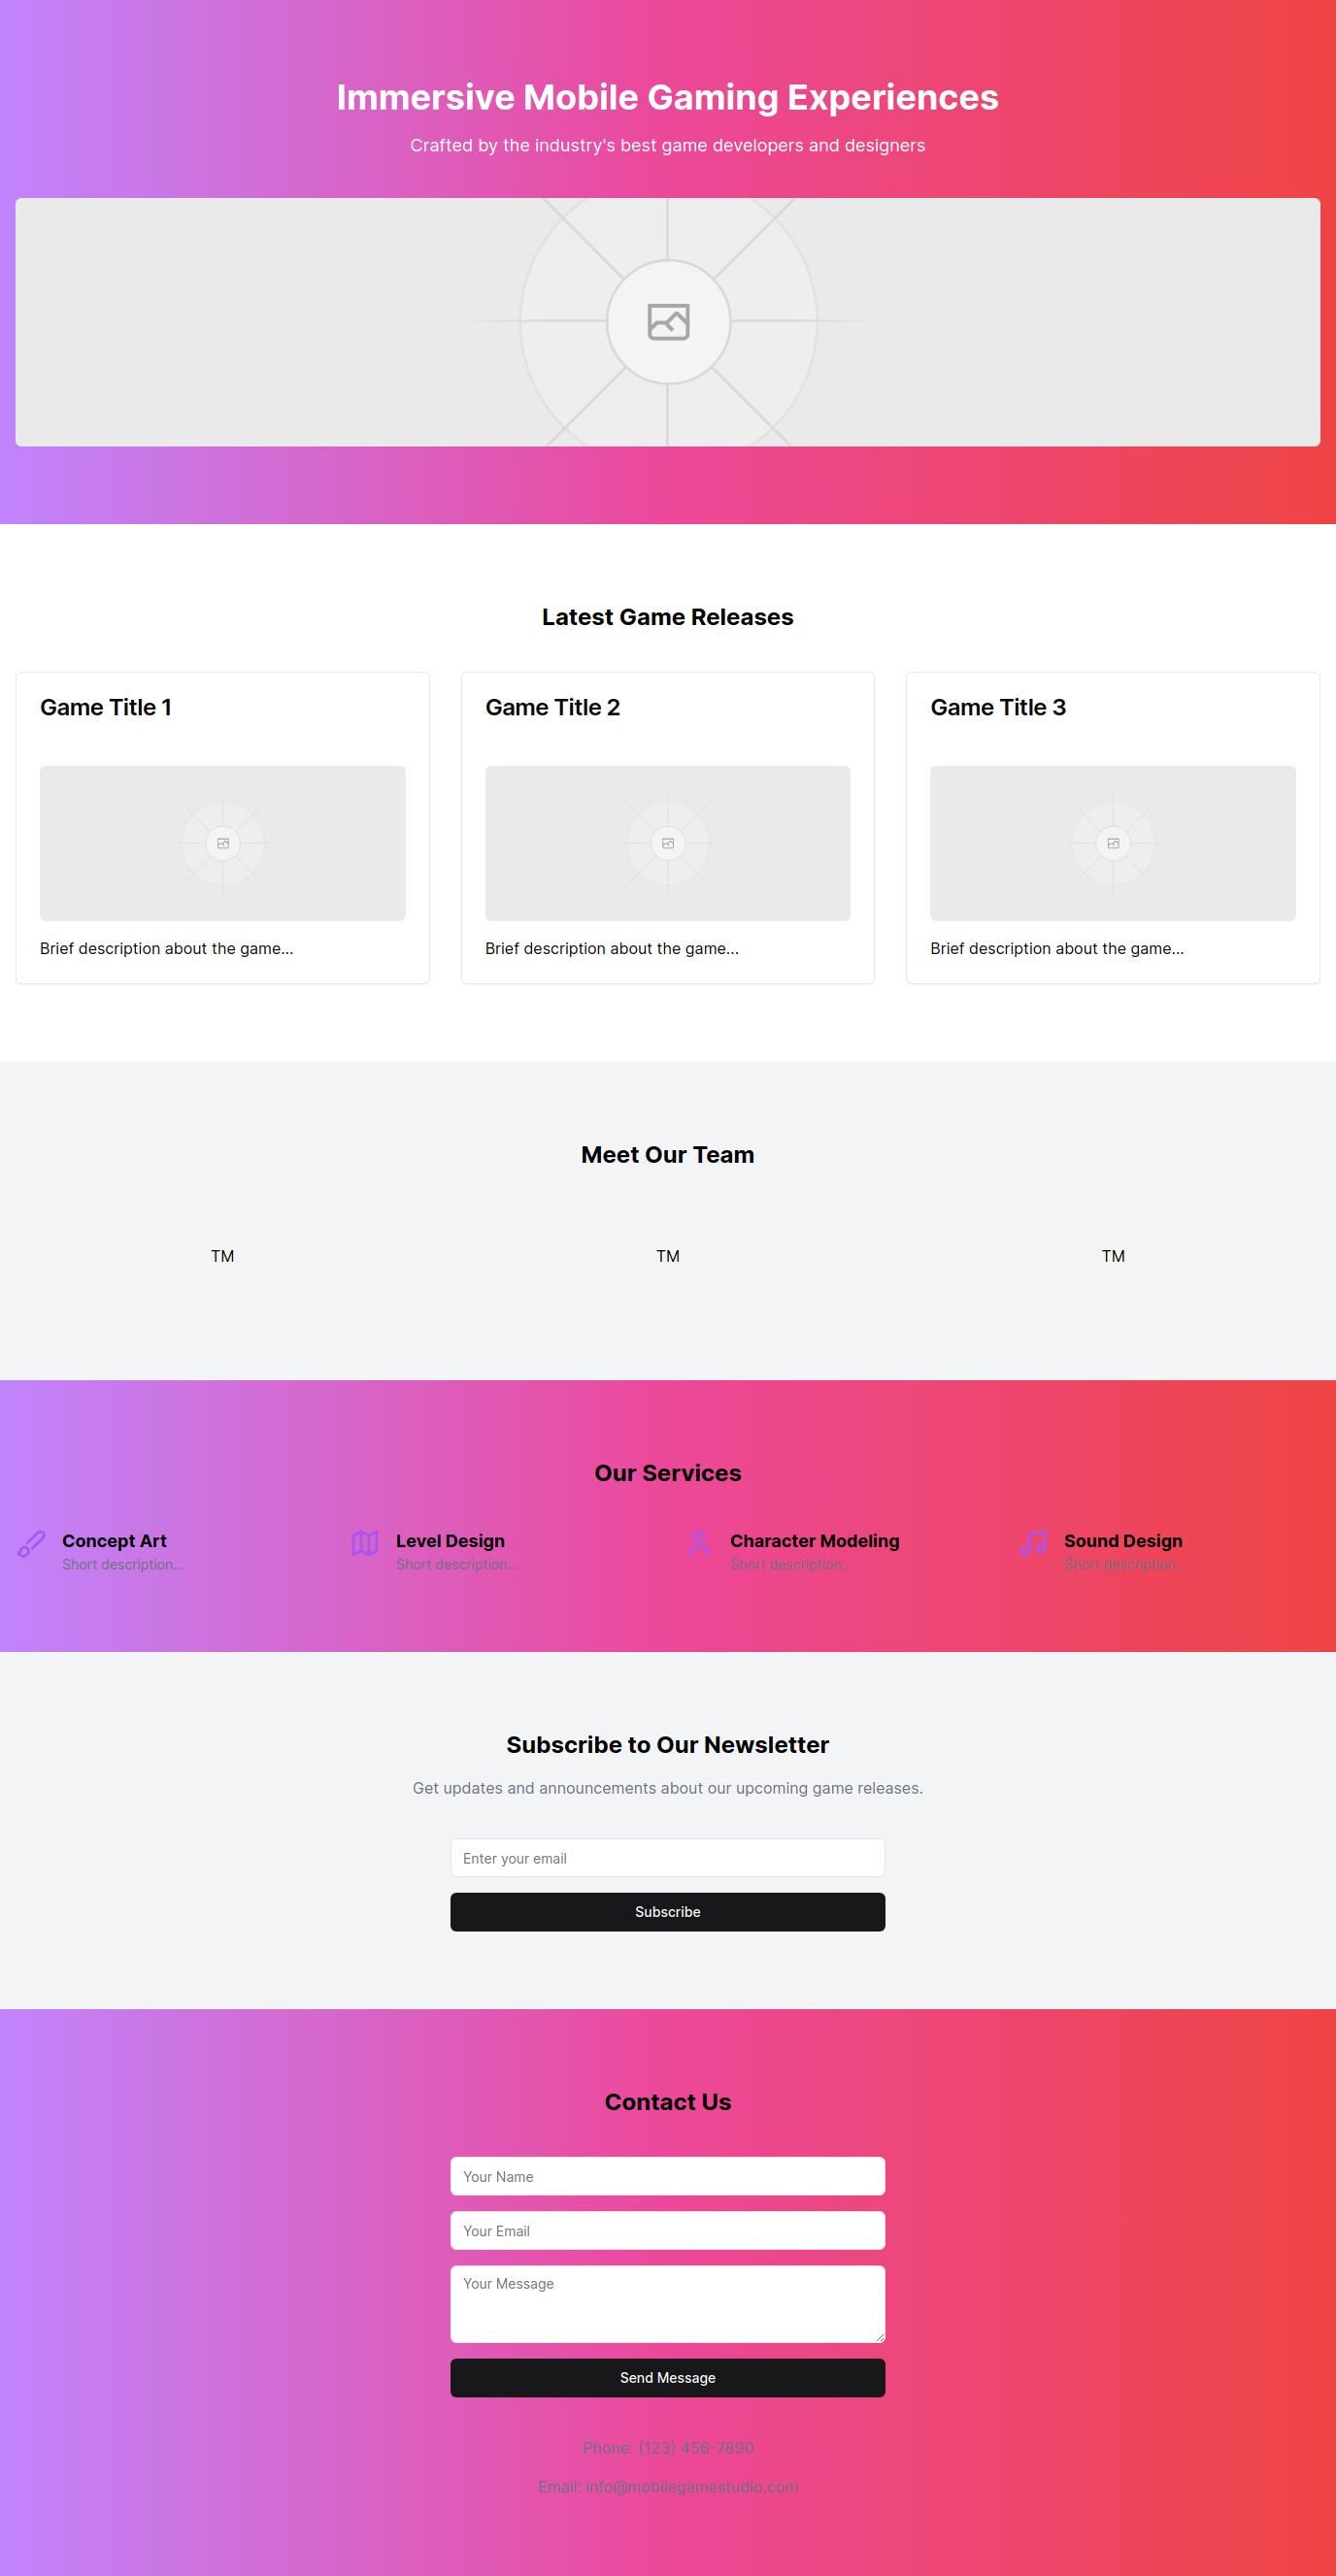 Immersive Mobile Gaming Experiences
Crafted by the industry's best game developers and designers
Latest Game Releases
Game Title 1
Brief description about the game...
Game Title 2
Brief description about the game...
Game Title 3
Brief description about the game...
Meet Our Team
TM
TM
TM
Our Services
Concept Art
Short description...
Level Design
Short description...
Character Modeling
Short description...
Sound Design
Short description...
Subscribe to Our Newsletter
Get updates and announcements about our upcoming game releases.
Enter your email
Subscribe
Contact Us
Your Name
Your Email
Your Message
Send Message
Phone: (123) 456-7890
Email: info@mobilegamestudio.com